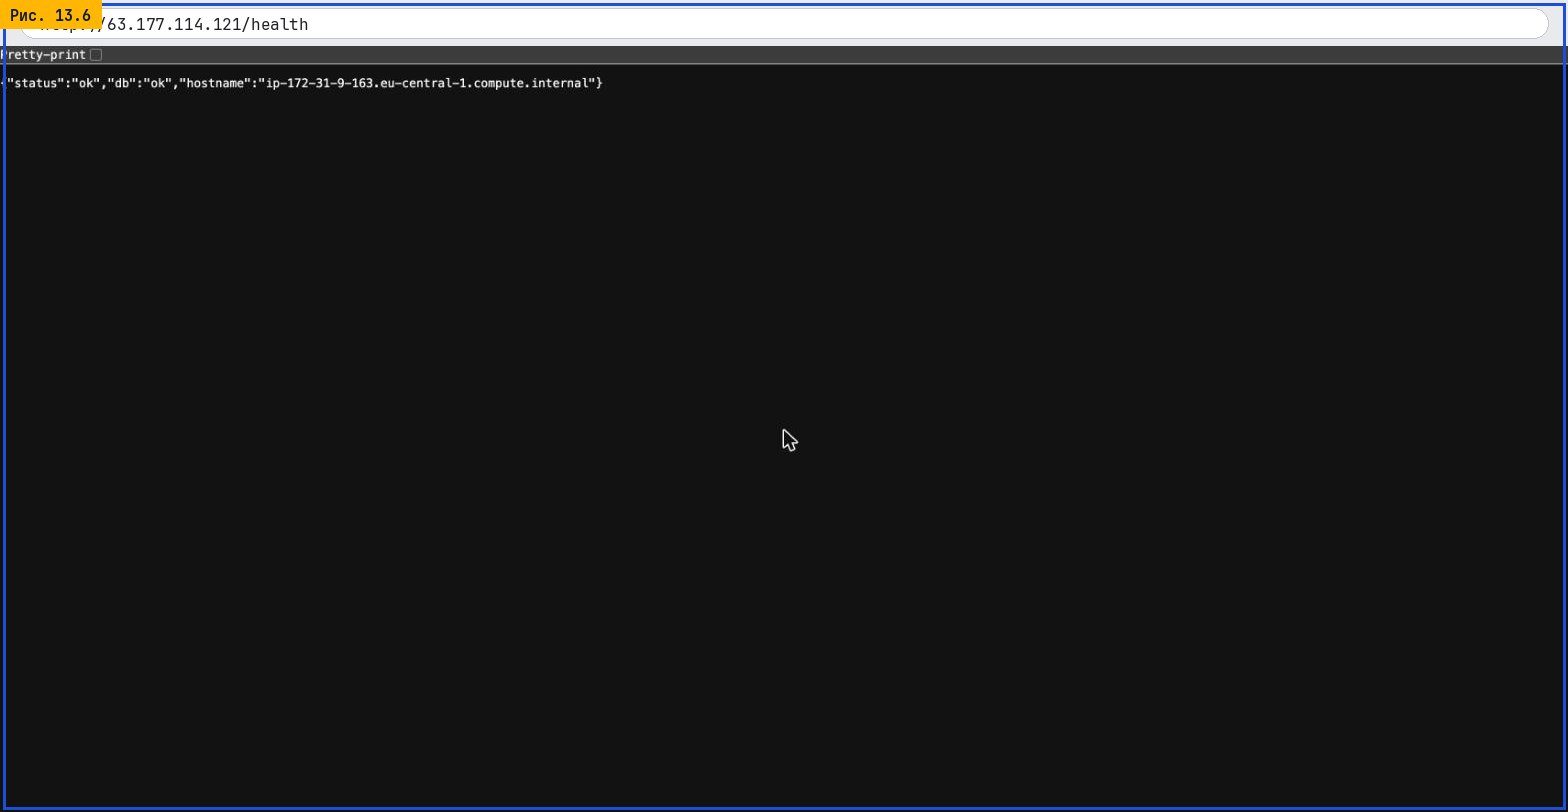 Рис. 13.6
63.177.114.121/health
Pretty-print
"status":"ok","db":"ok","hostname":"ip-172-31-9-163.eu-central-1.compute.internal"}